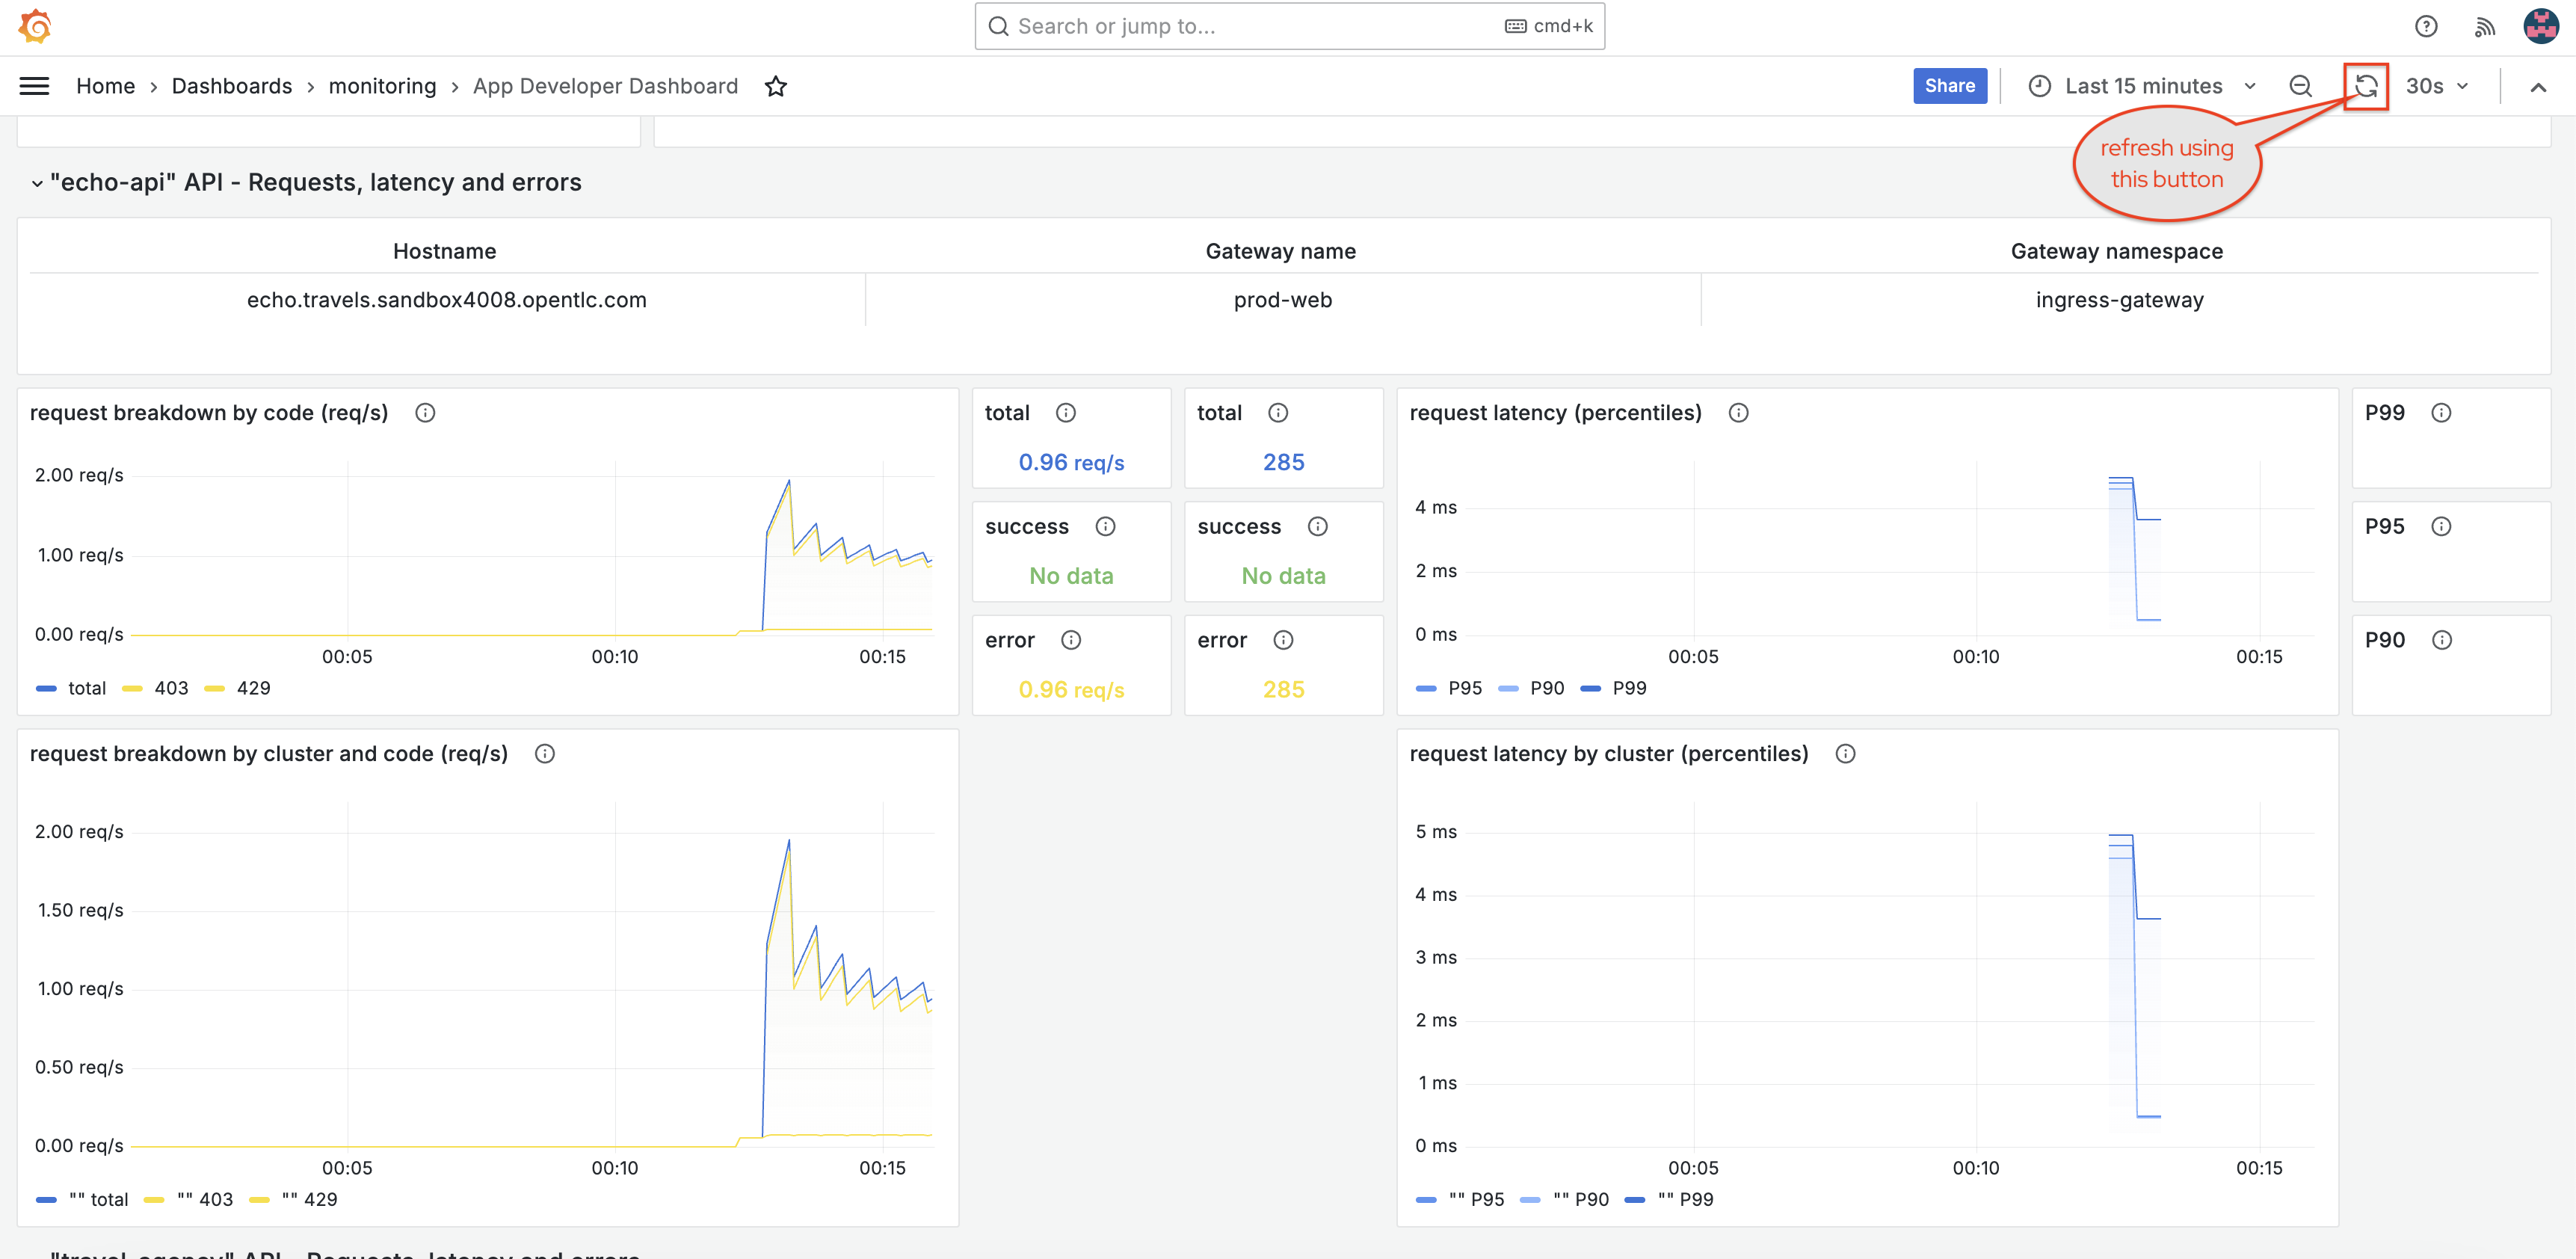 Search or jump to...
cmd+k
Home › Dashboards › monitoring › App Developer Dashboard
Share
Last 15 minutes
30s
refresh using
this button
"echo-api" API - Requests, latency and errors
Hostname
Gateway name
Gateway namespace
echo.travels.sandbox4008.opentlc.com
prod-web
ingress-gateway
request breakdown by code (req/s)
2.00 req/s
1.00 req/s
0.00 req/s
00:05
00:10
00:15
total
403
429
total
0.96 req/s
total
285
success
No data
success
No data
error
0.96 req/s
error
285
request latency (percentiles)
4 ms
2 ms
0 ms
00:05
00:10
00:15
P95
P90
P99
P99
P95
P90
request breakdown by cluster and code (req/s)
2.00 req/s
1.50 req/s
1.00 req/s
0.50 req/s
0.00 req/s
00:05
00:10
00:15
"" total
"" 403
"" 429
request latency by cluster (percentiles)
5 ms
4 ms
3 ms
2 ms
1 ms
0 ms
00:05
00:10
00:15
"" P95
"" P90
"" P99
"travel-agency" API - Requests, latency and errors